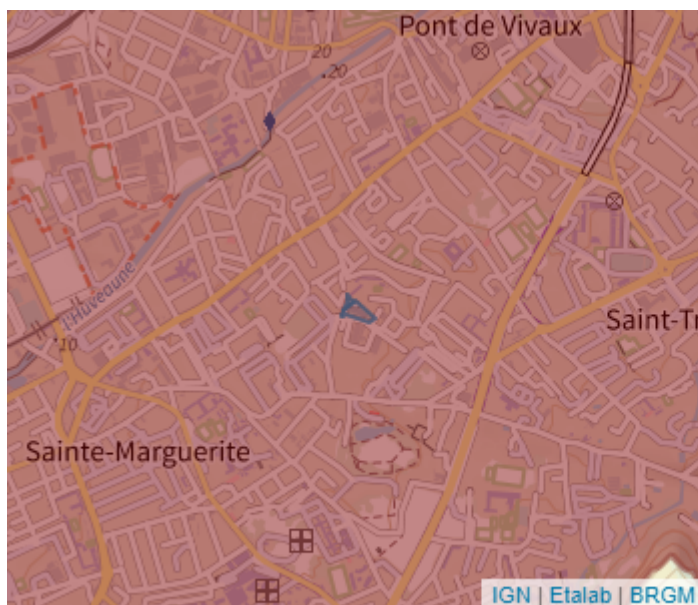 Pont de Vivaux
20
20
l'Huveaune
10
Saint-Tr
Sainte-Marguerite
IGN | Etalab | BRGM